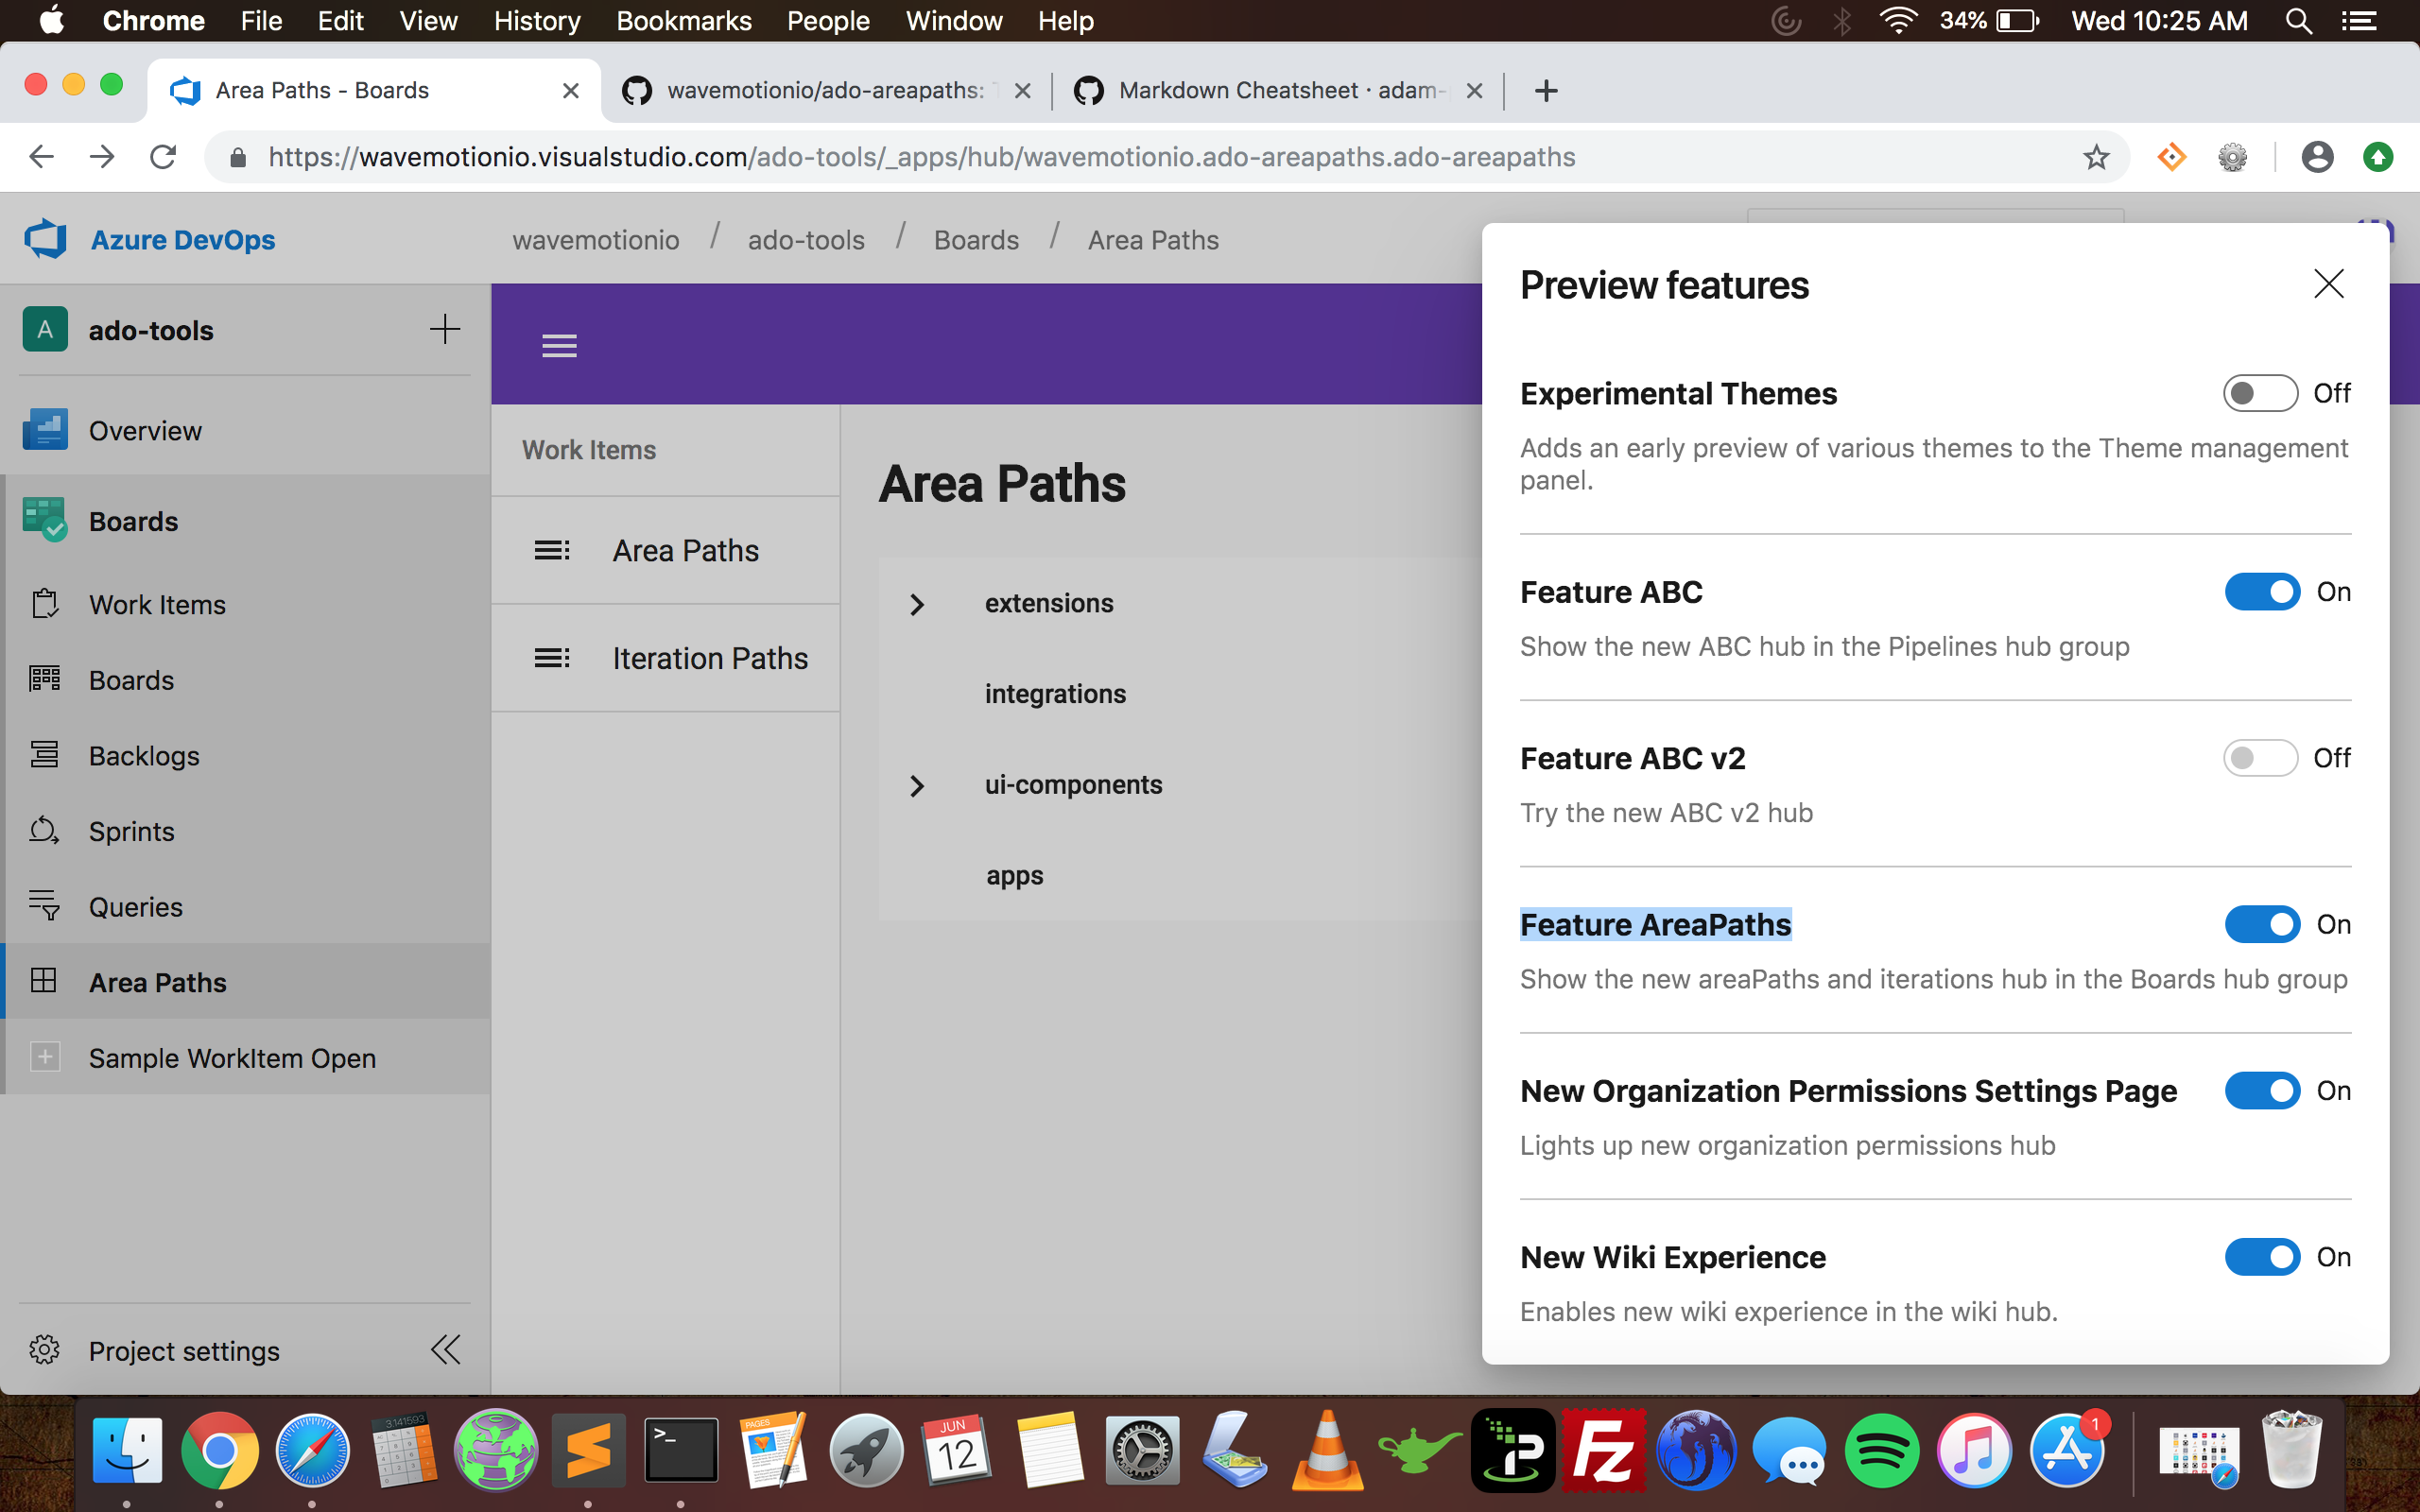 Chrome File Edit View History Bookmarks People Window Help 34% Wed 10:25 AM
Area Paths - Boards
wavemotionio/ado-areapaths:
Markdown Cheatsheet · adam-
https://wavemotionio.visualstudio.com/ado-tools/_apps/hub/wavemotionio.ado-areapaths.ado-areapaths
Azure DevOps
wavemotionio / ado-tools / Boards / Area Paths
A ado-tools
Overview
Boards
Work Items
Boards
Backlogs
Sprints
Queries
Area Paths
Sample WorkItem Open
Project settings
Work Items
Area Paths
Iteration Paths
Area Paths
extensions
integrations
ui-components
apps
Preview features
Experimental Themes Off
Adds an early preview of various themes to the Theme management
panel.
Feature ABC On
Show the new ABC hub in the Pipelines hub group
Feature ABC v2 Off
Try the new ABC v2 hub
Feature AreaPaths On
Show the new areaPaths and iterations hub in the Boards hub group
New Organization Permissions Settings Page On
Lights up new organization permissions hub
New Wiki Experience On
Enables new wiki experience in the wiki hub.
3.141593
>_
PAGES
JUN
12
iP
Fz
1